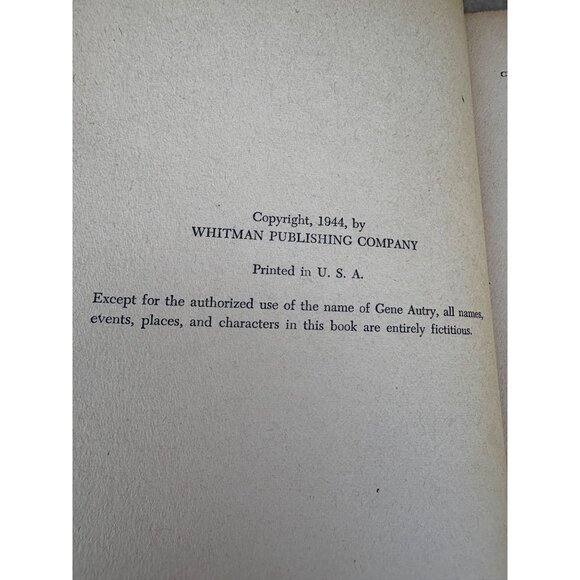 Copyright, 1944, by
WHITMAN PUBLISHING COMPANY
Printed in U. S. A.
Except for the authorized use of the name of Gene Autry, all names,
events, places, and characters in this book are entirely fictitious.